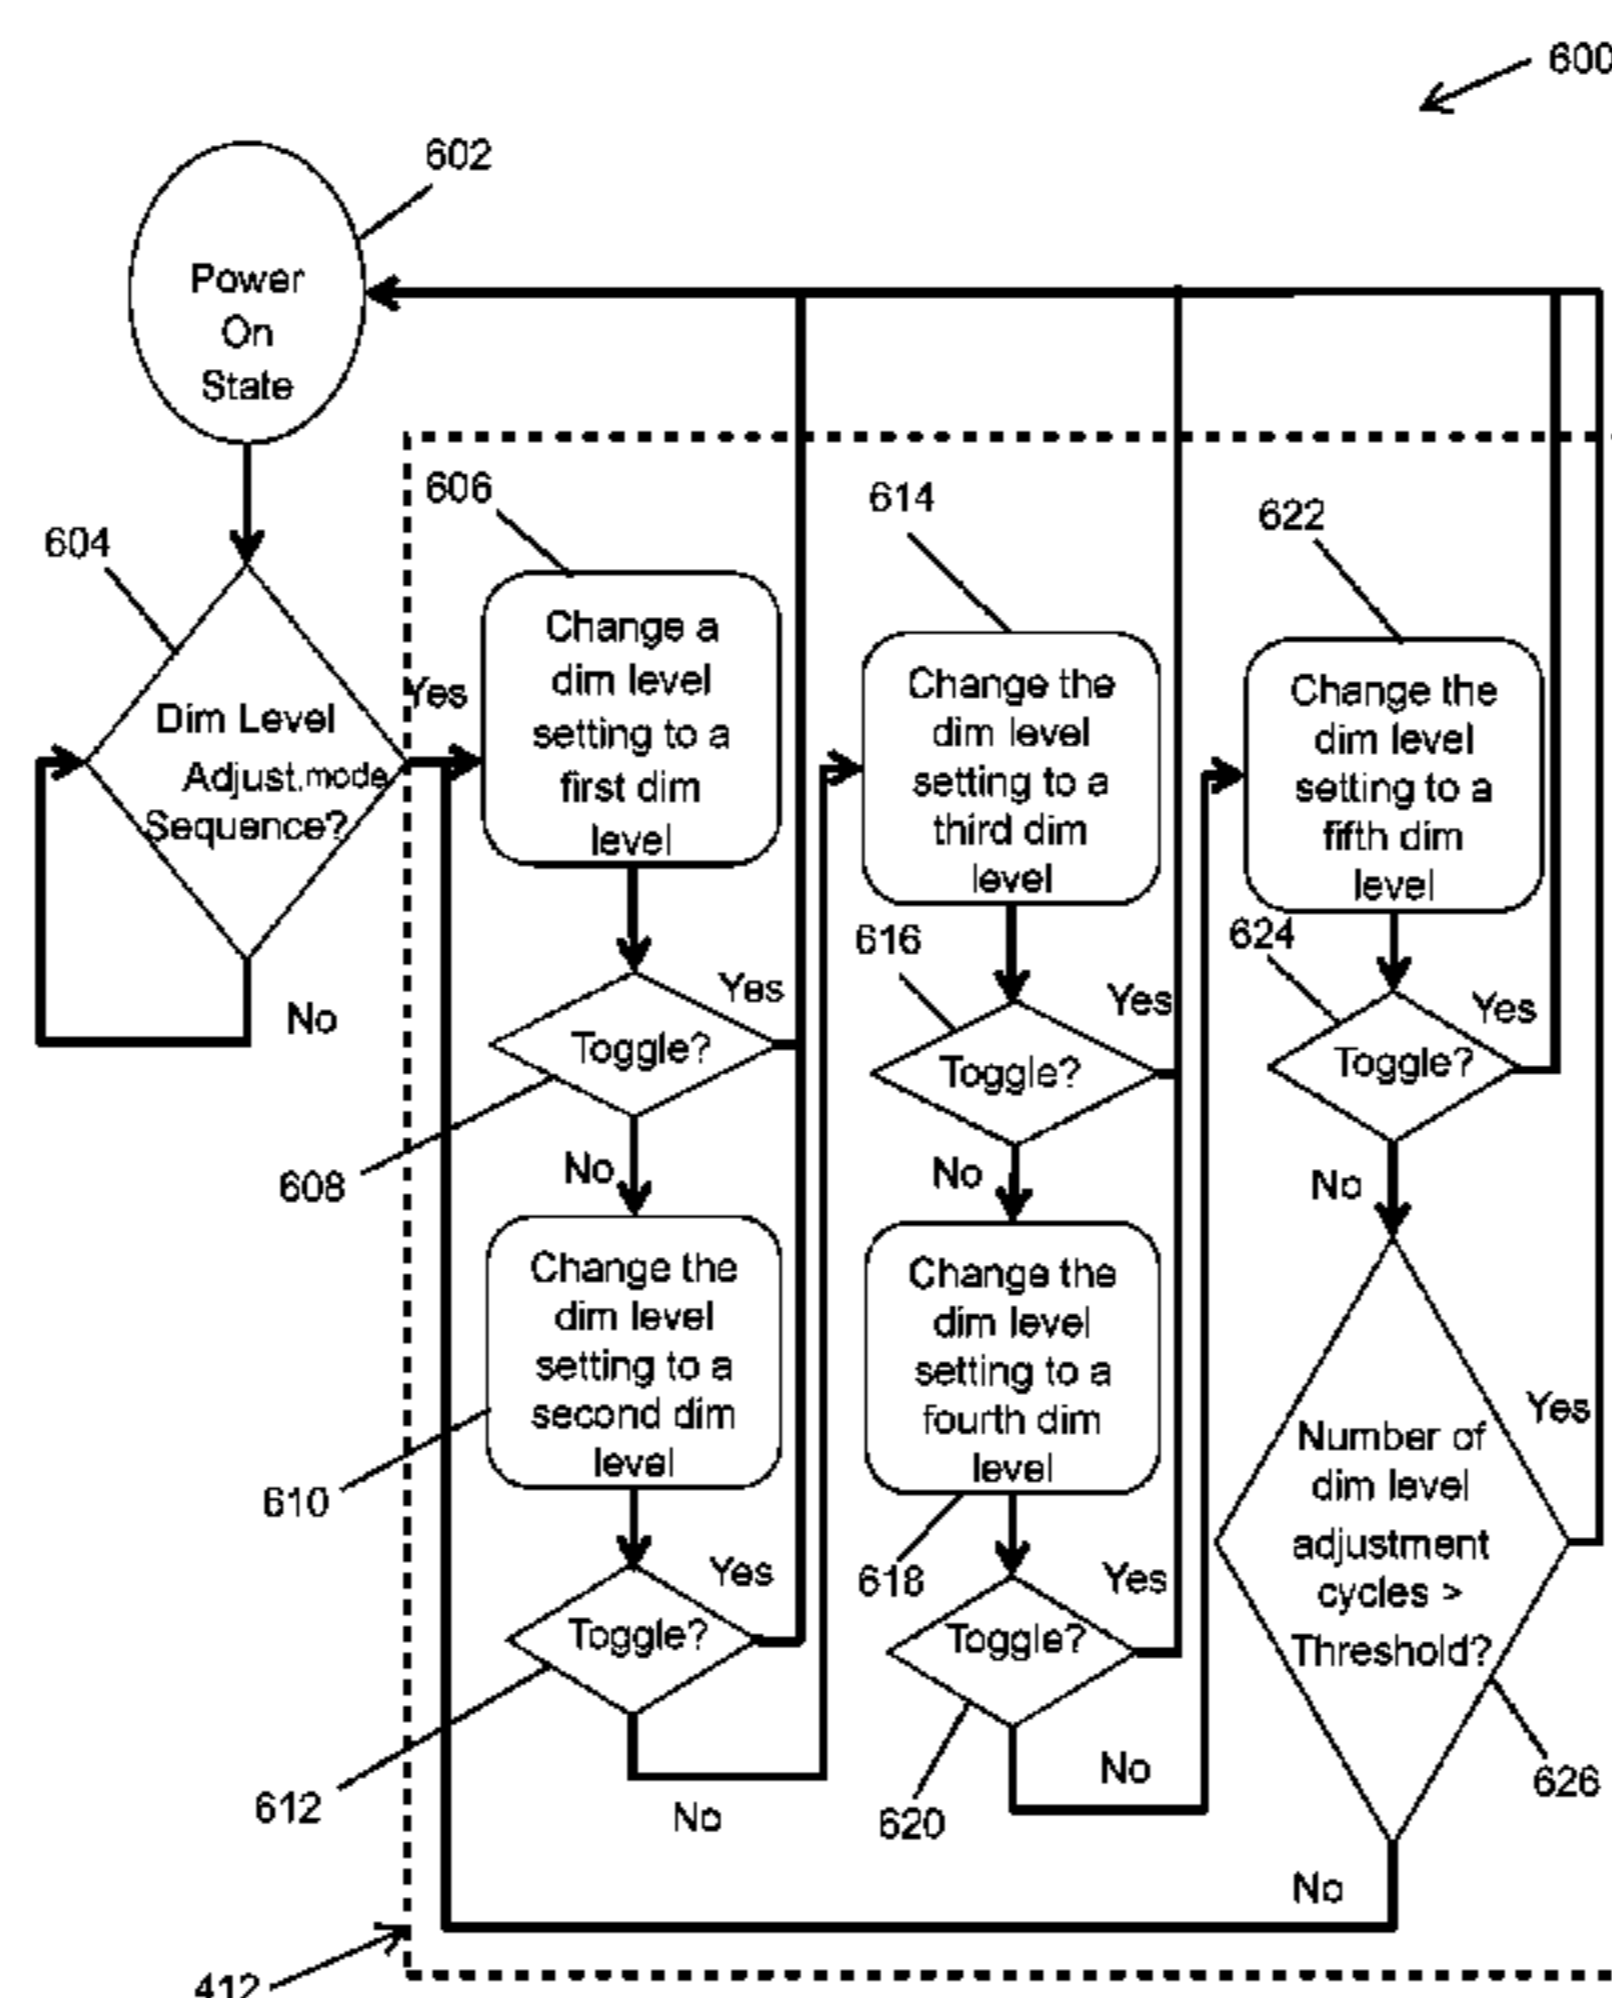 600
602
Power
On
State
604
Dim Level
Adjust.mode
Sequence?
Yes
No
606
Change a
dim level
setting to a
first dim
level
Toggle?
Yes
608
No
Change the
dim level
setting to a
second dim
level
610
Toggle?
Yes
612
No
614
Change the
dim level
setting to a
third dim
level
616
Toggle?
Yes
No
Change the
dim level
setting to a
fourth dim
level
618
Toggle?
Yes
620
No
622
Change the
dim level
setting to a
fifth dim
level
624
Toggle?
Yes
No
Number of
dim level
adjustment
cycles >
Threshold?
Yes
626
No
412